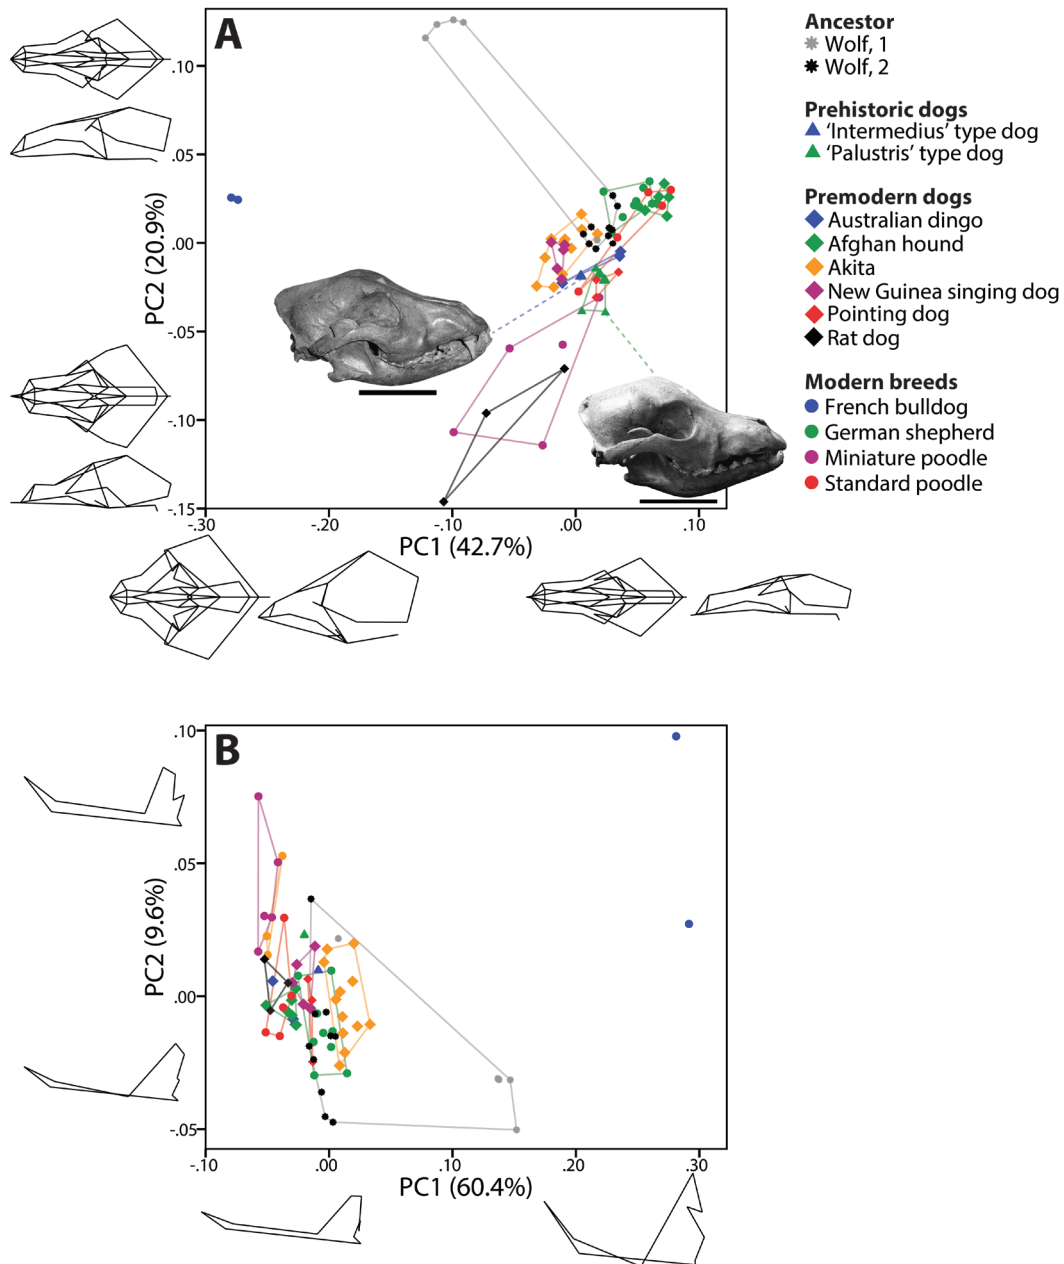 A
.10
.05
.00
-.05
-.10
-.15
PC2 (20.9%)
-.30
-.20
-.10
.00
.10
PC1 (42.7%)
Ancestor
Wolf, 1
Wolf, 2
Prehistoric dogs
‘Intermedius’ type dog
‘Palustris’ type dog
Premodern dogs
Australian dingo
Afghan hound
Akita
New Guinea singing dog
Pointing dog
Rat dog
Modern breeds
French bulldog
German shepherd
Miniature poodle
Standard poodle
B
.10
.05
.00
-.05
PC2 (9.6%)
-.10
.00
.10
.20
.30
PC1 (60.4%)